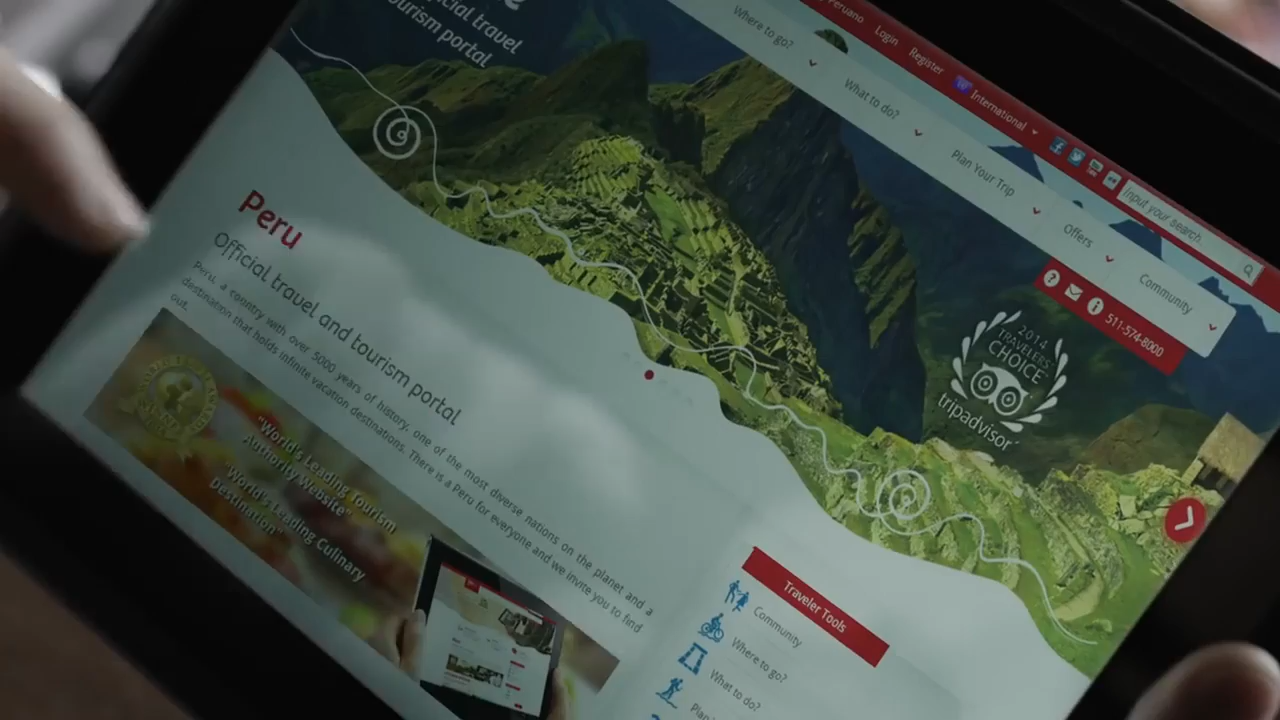 official travel
tourism portal
Peruano
Login
Register
International
Input your search
Where to go?
What to do?
Plan Your Trip
Offers
Community
511-574-8000
2014
TRAVELERS'
CHOICE
tripadvisor
Peru
Official travel and tourism portal
Peru, a country with over 5000 years of history, one of the most diverse nations on the planet and a
destination that holds infinite vacation destinations. There is a Peru for everyone and we invite you to find
out.
"World's Leading Tourism
Authority Website"
"World's Leading Culinary
Destination"
Traveler Tools
Community
Where to go?
What to do?